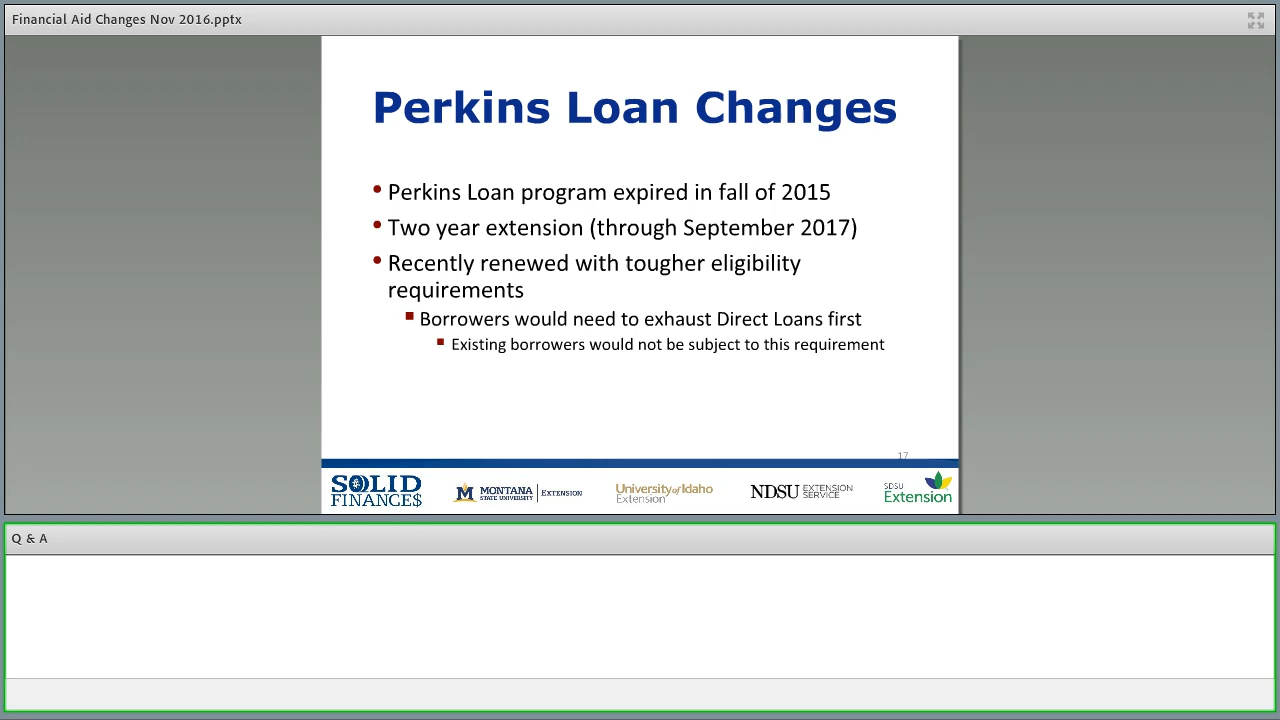 Financial Aid Changes Nov 2016.pptx
Perkins Loan Changes
• Perkins Loan program expired in fall of 2015
• Two year extension (through September 2017)
• Recently renewed with tougher eligibility
requirements
▪ Borrowers would need to exhaust Direct Loans first
▪ Existing borrowers would not be subject to this requirement
17
SOLID
FINANCE$
MONTANA
STATE UNIVERSITY
EXTENSION
University of Idaho
Extension
NDSU EXTENSION
SERVICE
SDSU
Extension
Q & A